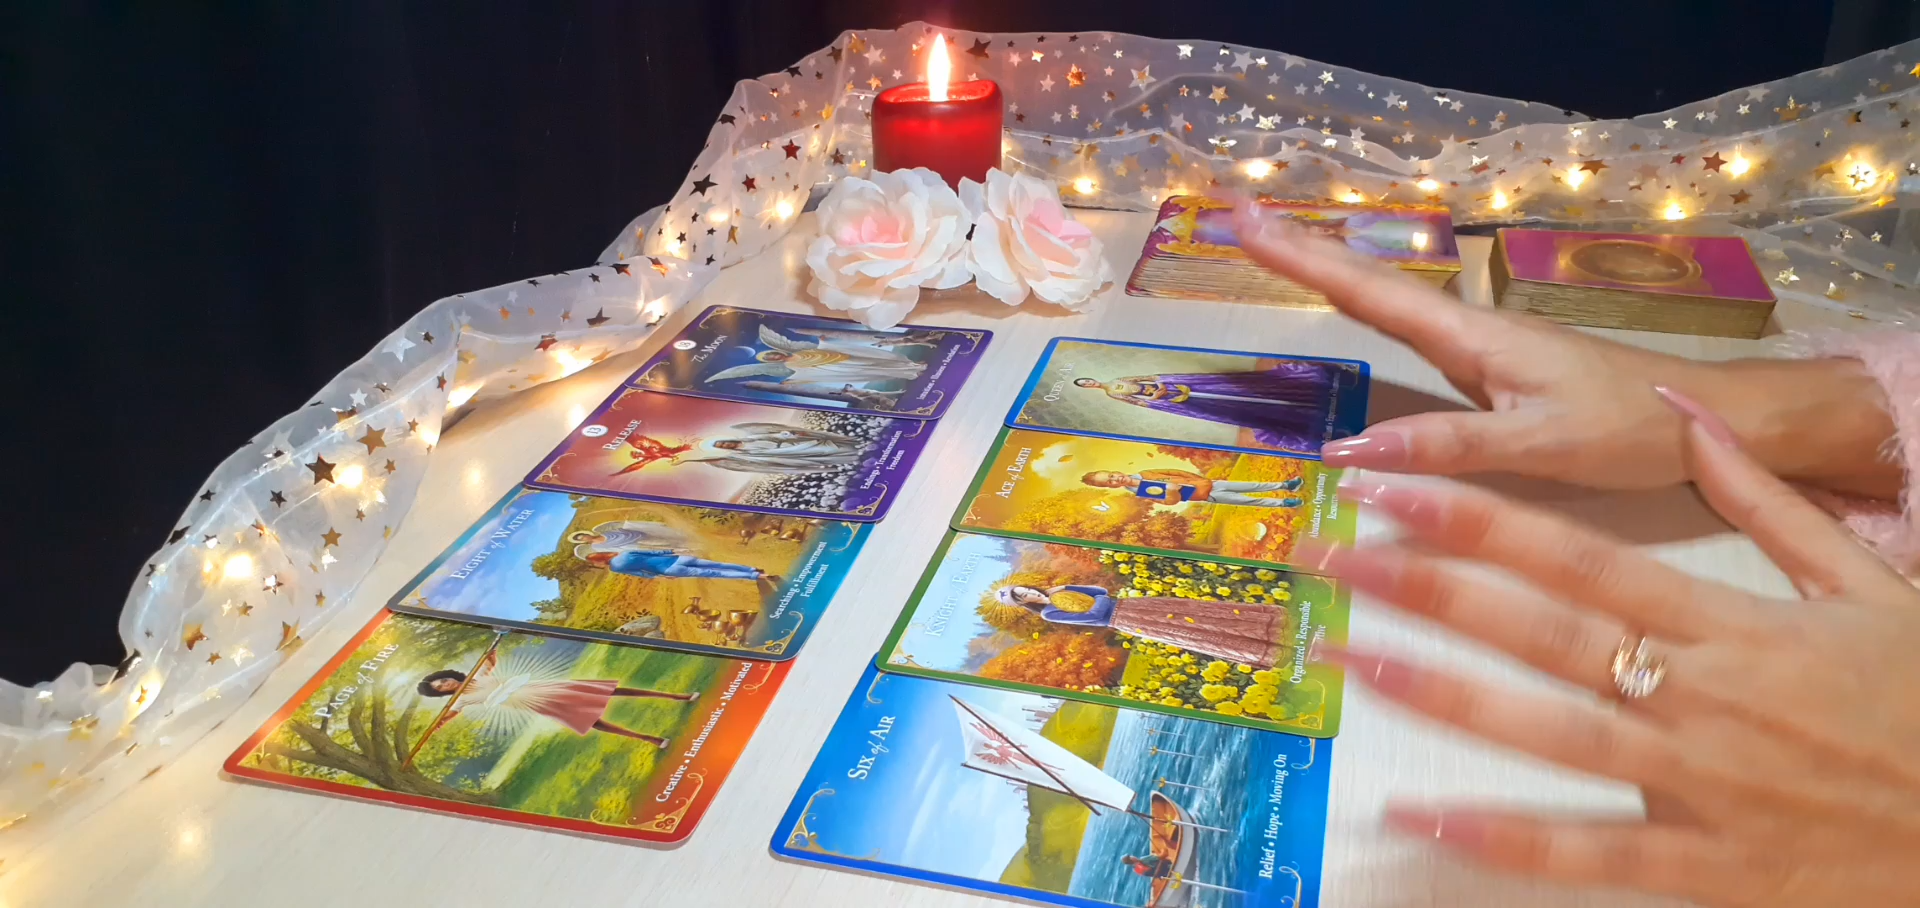 18
The Moon
13
Release
Endings • Transformation
Freedom
Eight of Water
Searching • Empowerment
Fulfillment
Page of Fire
Creative • Enthusiastic • Motivated
Queen of Air
Ace of Earth
Abundance • Opportunity
Knight of Earth
Organized • Responsible
Six of Air
Relief • Hope • Moving On